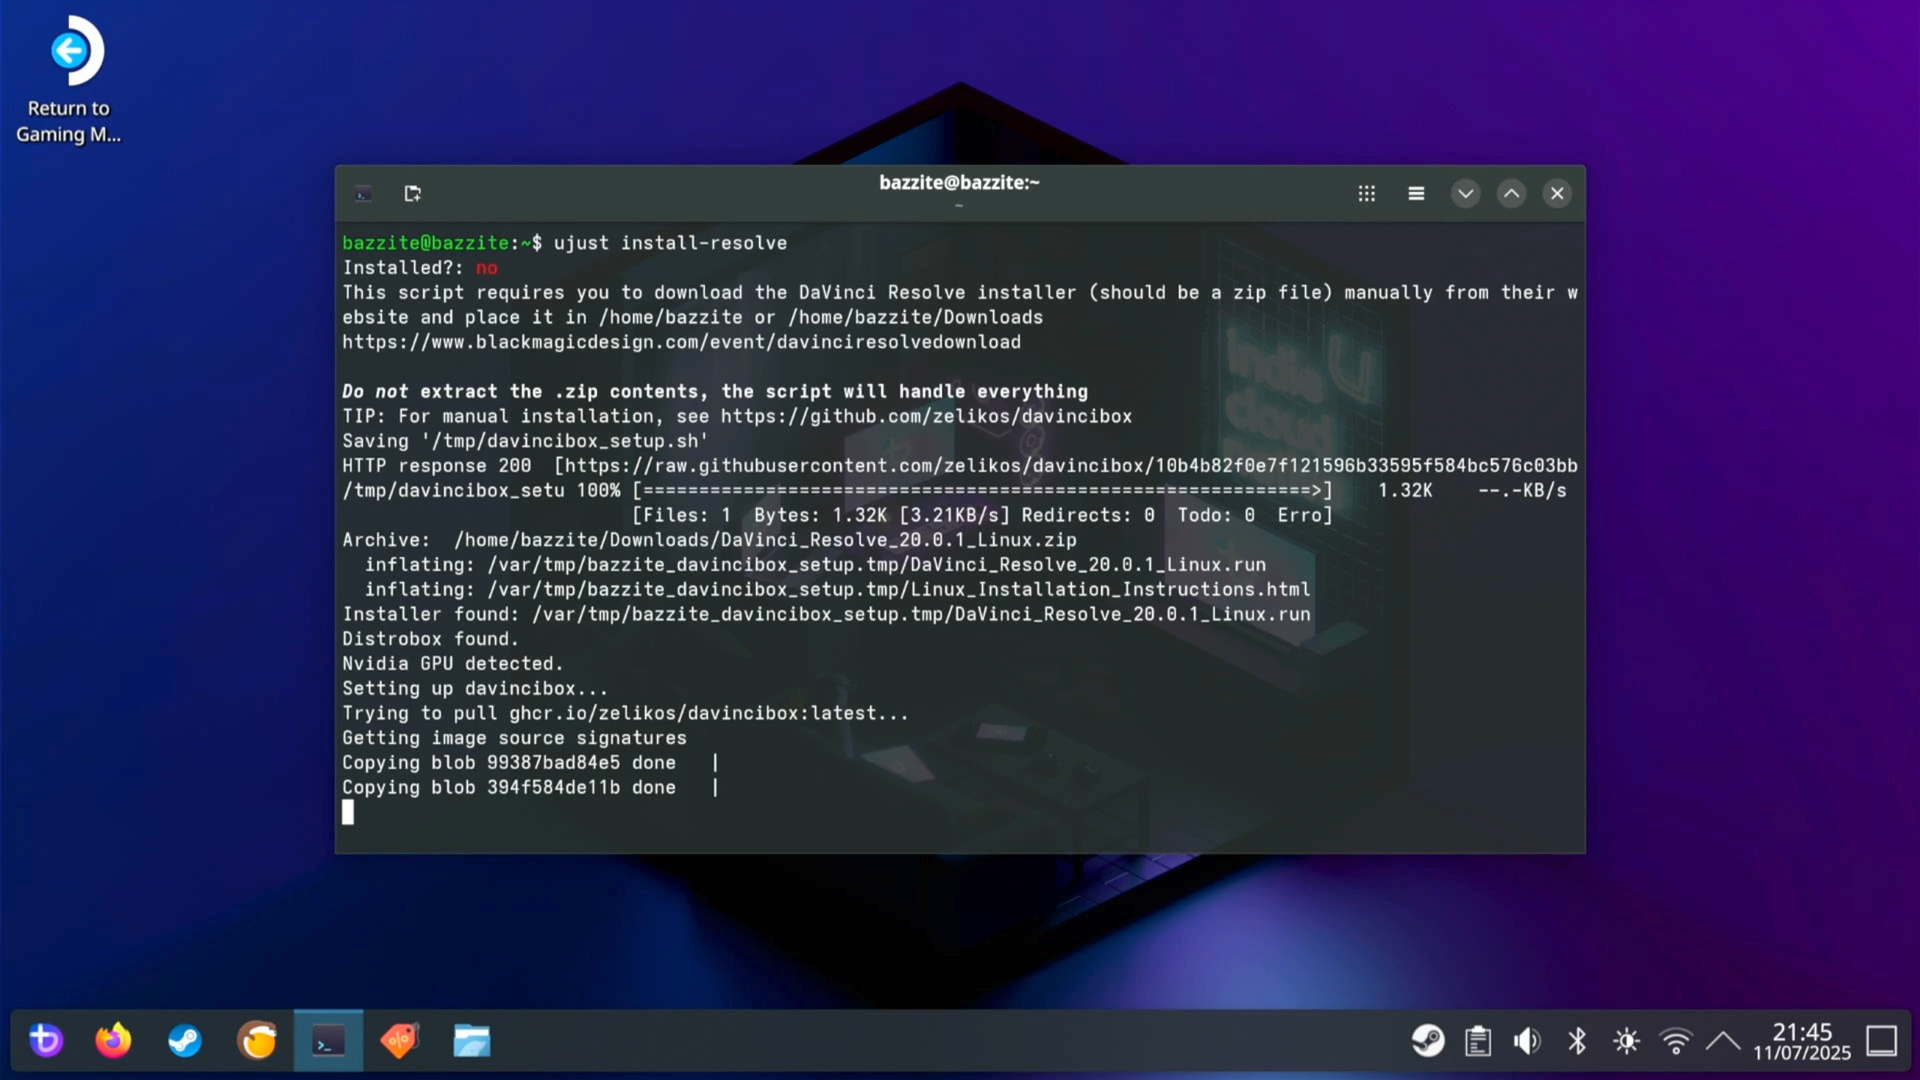 Return to
Gaming M...
bazzite@bazzite:~
~
bazzite@bazzite:~$ ujust install-resolve
Installed?: no
This script requires you to download the DaVinci Resolve installer (should be a zip file) manually from their w
ebsite and place it in /home/bazzite or /home/bazzite/Downloads
https://www.blackmagicdesign.com/event/davinciresolvedownload
Do not extract the .zip contents, the script will handle everything
TIP: For manual installation, see https://github.com/zelikos/davincibox
Saving '/tmp/davincibox_setup.sh'
HTTP response 200  [https://raw.githubusercontent.com/zelikos/davincibox/10b4b82f0e7f121596b33595f584bc576c03bb
/tmp/davincibox_setu 100% [============================================================>]    1.32K    --.-KB/s
[Files: 1  Bytes: 1.32K [3.21KB/s] Redirects: 0  Todo: 0  Erro]
Archive:  /home/bazzite/Downloads/DaVinci_Resolve_20.0.1_Linux.zip
inflating: /var/tmp/bazzite_davincibox_setup.tmp/DaVinci_Resolve_20.0.1_Linux.run
inflating: /var/tmp/bazzite_davincibox_setup.tmp/Linux_Installation_Instructions.html
Installer found: /var/tmp/bazzite_davincibox_setup.tmp/DaVinci_Resolve_20.0.1_Linux.run
Distrobox found.
Nvidia GPU detected.
Setting up davincibox...
Trying to pull ghcr.io/zelikos/davincibox:latest...
Getting image source signatures
Copying blob 99387bad84e5 done   |
Copying blob 394f584de11b done   |
21:45
11/07/2025